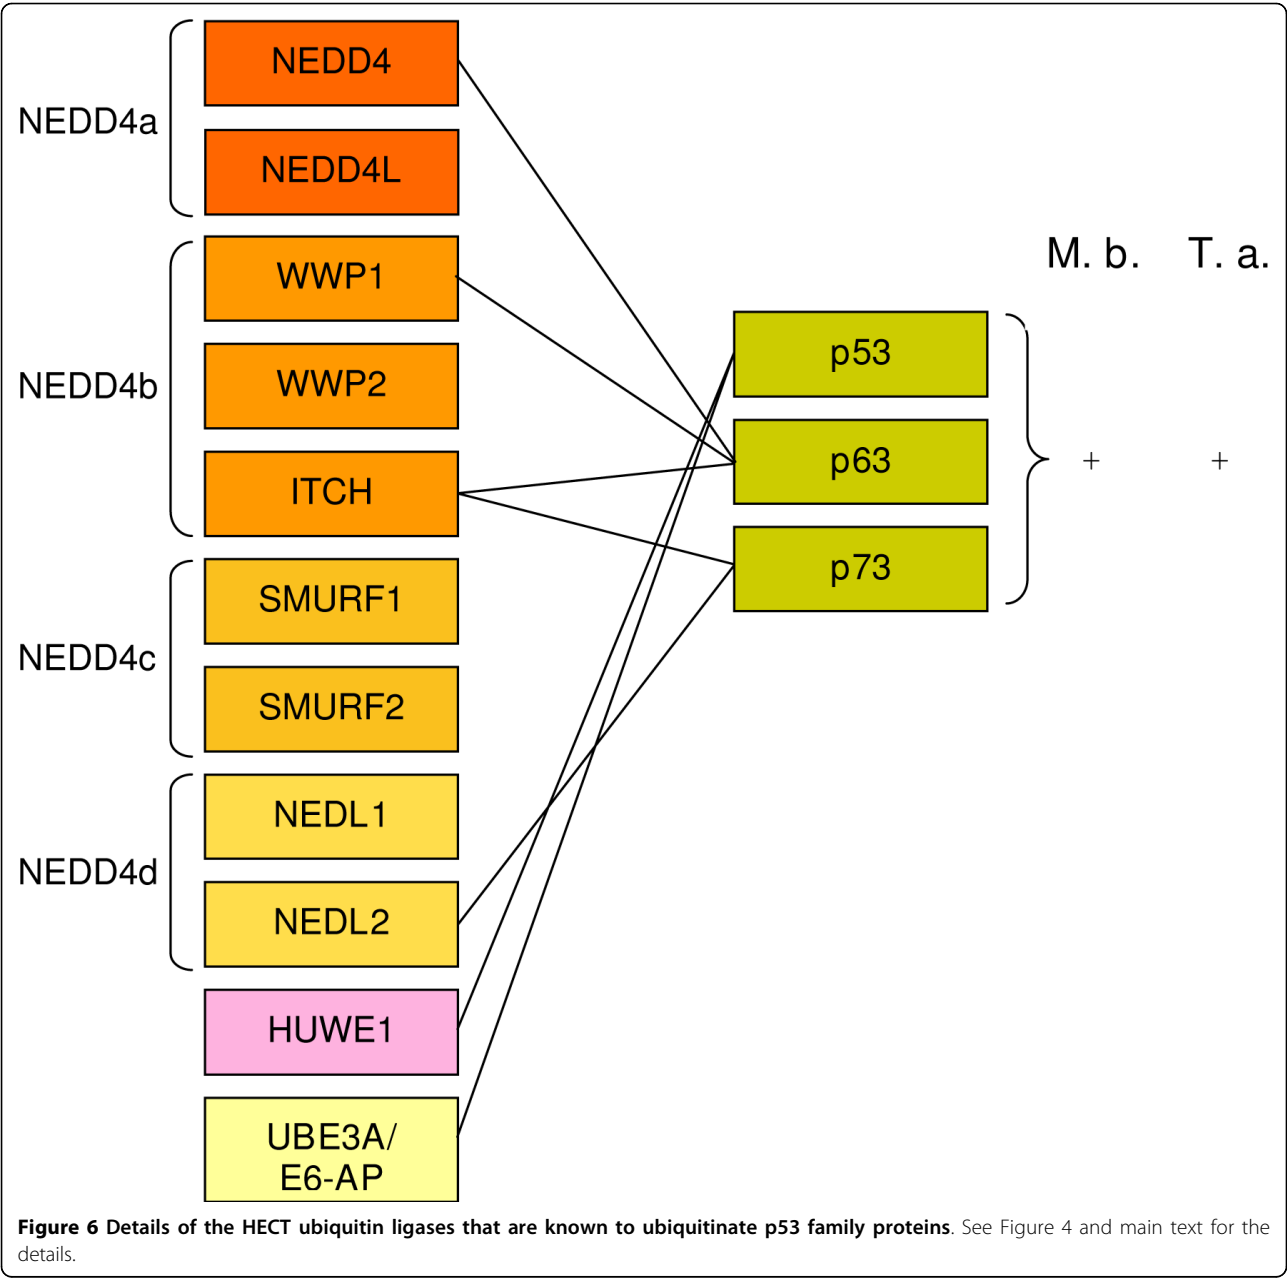 NEDD4a
NEDD4
NEDD4L
NEDD4b
WWP1
WWP2
ITCH
NEDD4c
SMURF1
SMURF2
NEDD4d
NEDL1
NEDL2
HUWE1
UBE3A/
E6-AP
M. b. T. a.
p53
p63
+ +
p73
Figure 6 Details of the HECT ubiquitin ligases that are known to ubiquitinate p53 family proteins. See Figure 4 and main text for the
details.